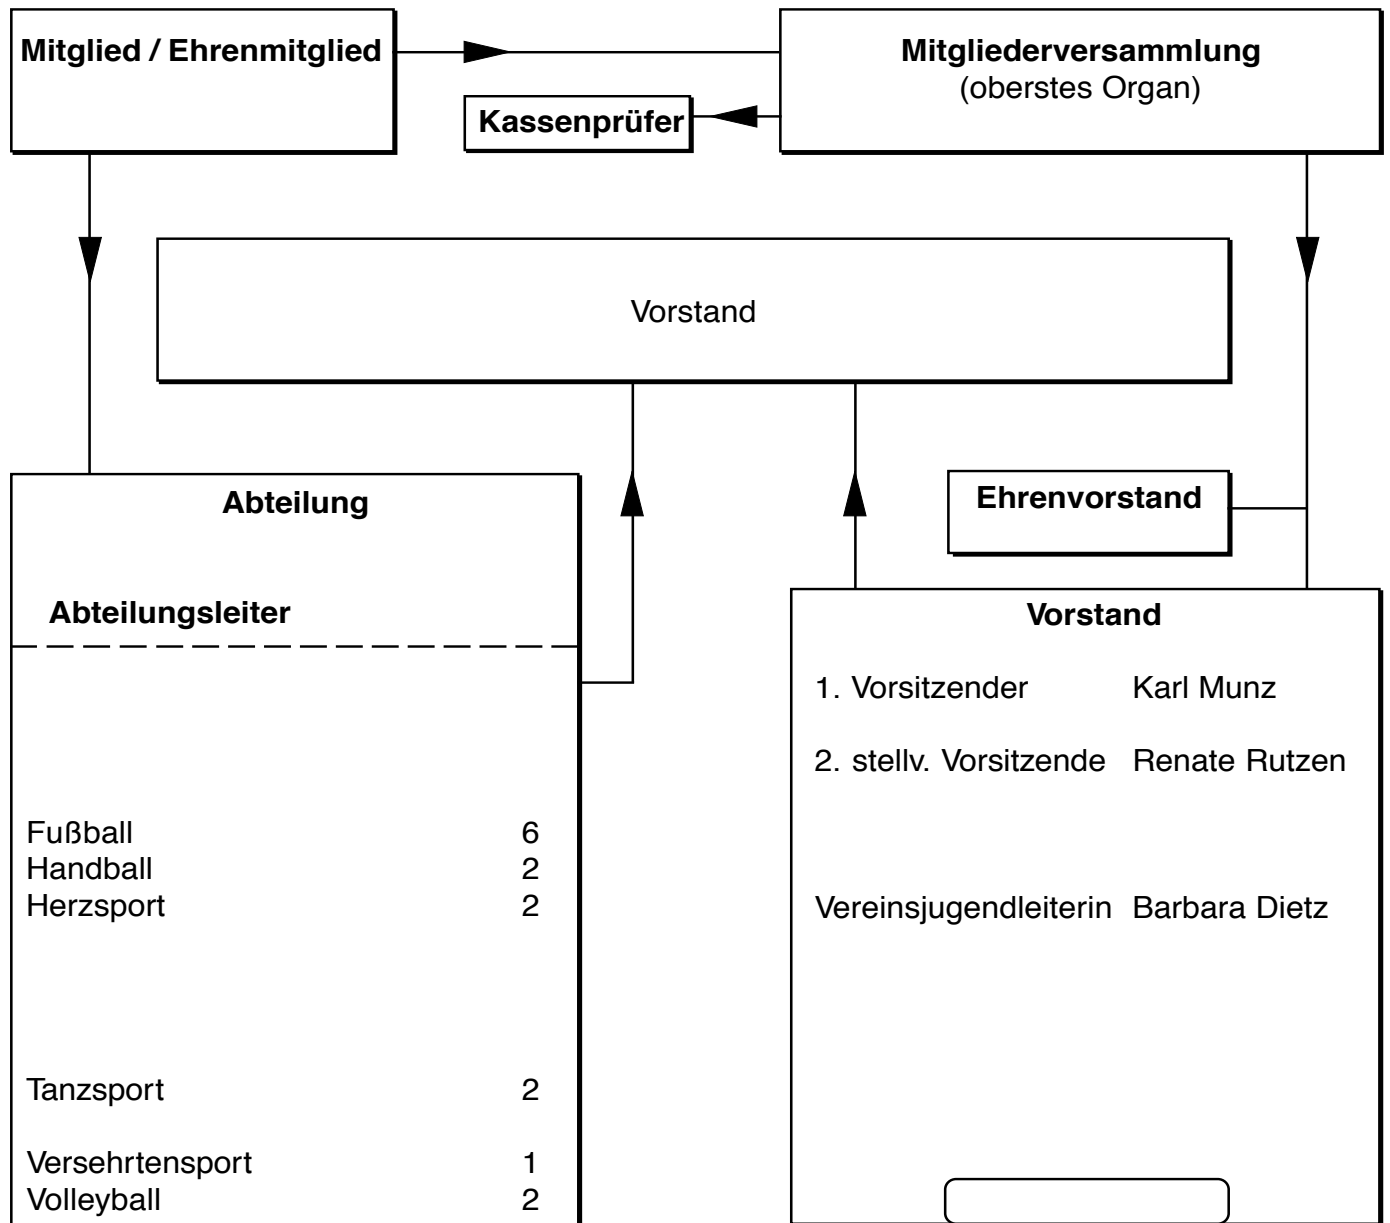 Mitglied / Ehrenmitglied
Mitgliederversammlung
(oberstes Organ)
Kassenprüfer
Vorstand
Abteilung
Abteilungsleiter
Fußball 6
Handball 2
Herzsport 2
Tanzsport 2
Versehrtensport 1
Volleyball 2
Ehrenvorstand
Vorstand
1. Vorsitzender Karl Munz
2. stellv. Vorsitzende Renate Rutzen
Vereinsjugendleiterin Barbara Dietz